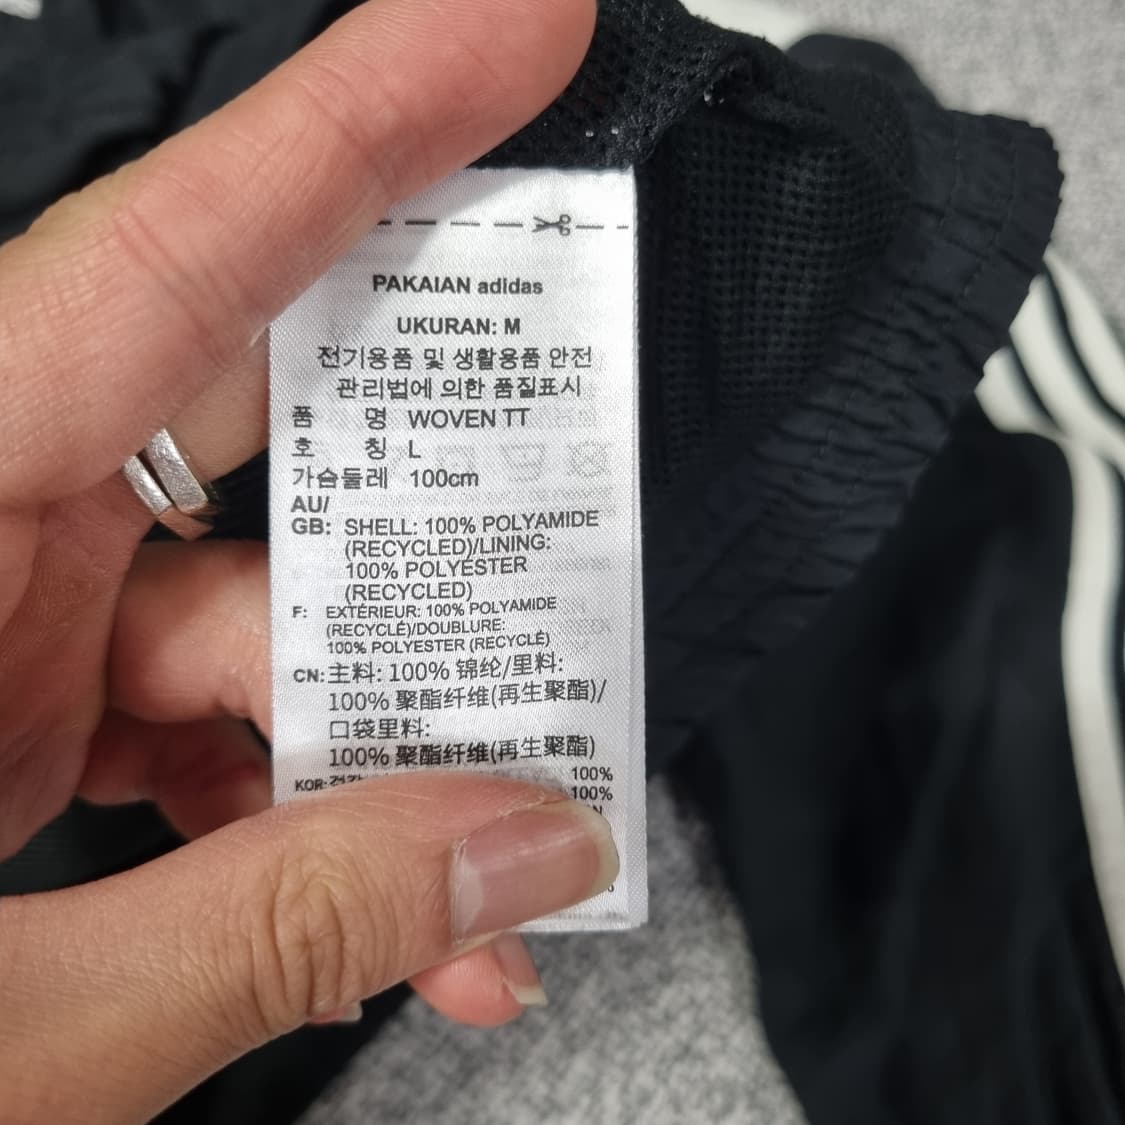 PAKAIAN adidas
UKURAN: M
전기용품 및 생활용품 안전
관리법에 의한 품질표시
품 명 WOVEN TT
호 칭 L
가슴둘레 100cm
AU/
GB: SHELL: 100% POLYAMIDE
(RECYCLED)/LINING:
100% POLYESTER
(RECYCLED)
F: EXTÉRIEUR: 100% POLYAMIDE
(RECYCLÉ)/DOUBLURE:
100% POLYESTER (RECYCLÉ)
CN: 主料: 100% 锦纶/里料:
100% 聚酯纤维(再生聚酯)/
口袋里料:
100% 聚酯纤维(再生聚酯)
KOR: 100%
100%